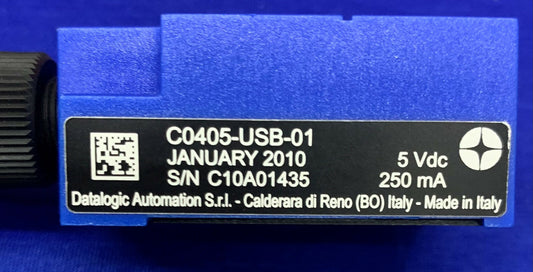 C0405-USB-01
JANUARY 2010 5 Vdc
S/N C10A01435 250 mA
Datalogic Automation S.r.l. - Calderara di Reno (BO) Italy - Made in Italy